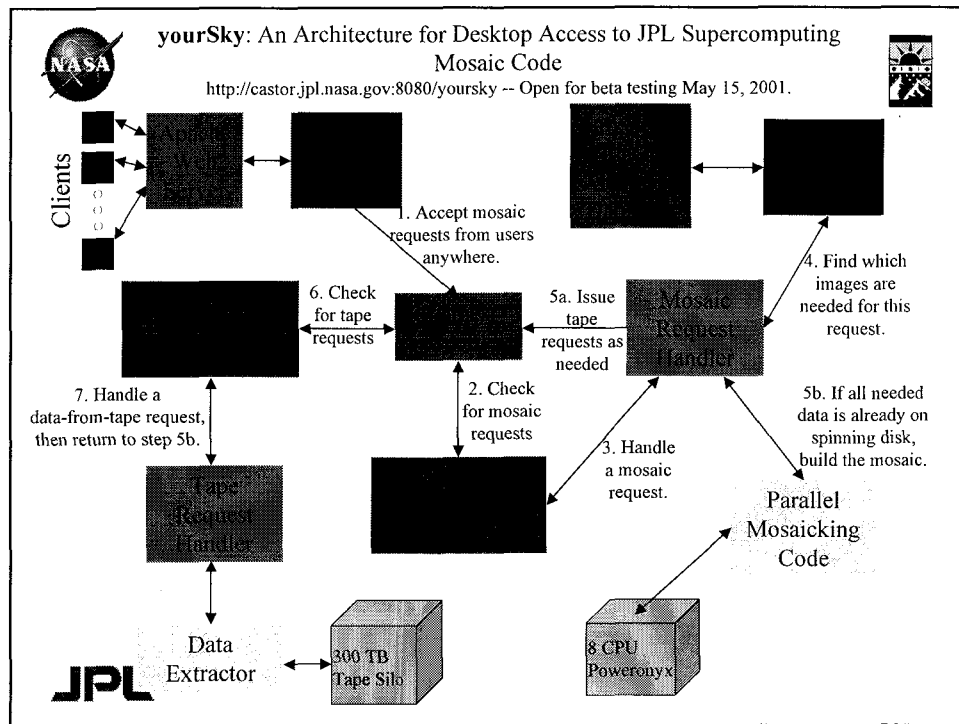 NASA
yourSky: An Architecture for Desktop Access to JPL Supercomputing
Mosaic Code
http://castor.jpl.nasa.gov:8080/yoursky -- Open for beta testing May 15, 2001.
Clients
Apache
Web
Server
1. Accept mosaic
requests from users
anywhere.
4. Find which
images are
needed for this
request.
6. Check
for tape
requests
5a. Issue
tape
requests as
needed
Mosaic
Request
Handler
7. Handle a
data-from-tape request,
then return to step 5b.
2. Check
for mosaic
requests
3. Handle
a mosaic
request.
5b. If all needed
data is already on
spinning disk,
build the mosaic.
Tape
Request
Handler
Parallel
Mosaicking
Code
Data
Extractor
300 TB
Tape Silo
8 CPU
Poweronyx
JPL